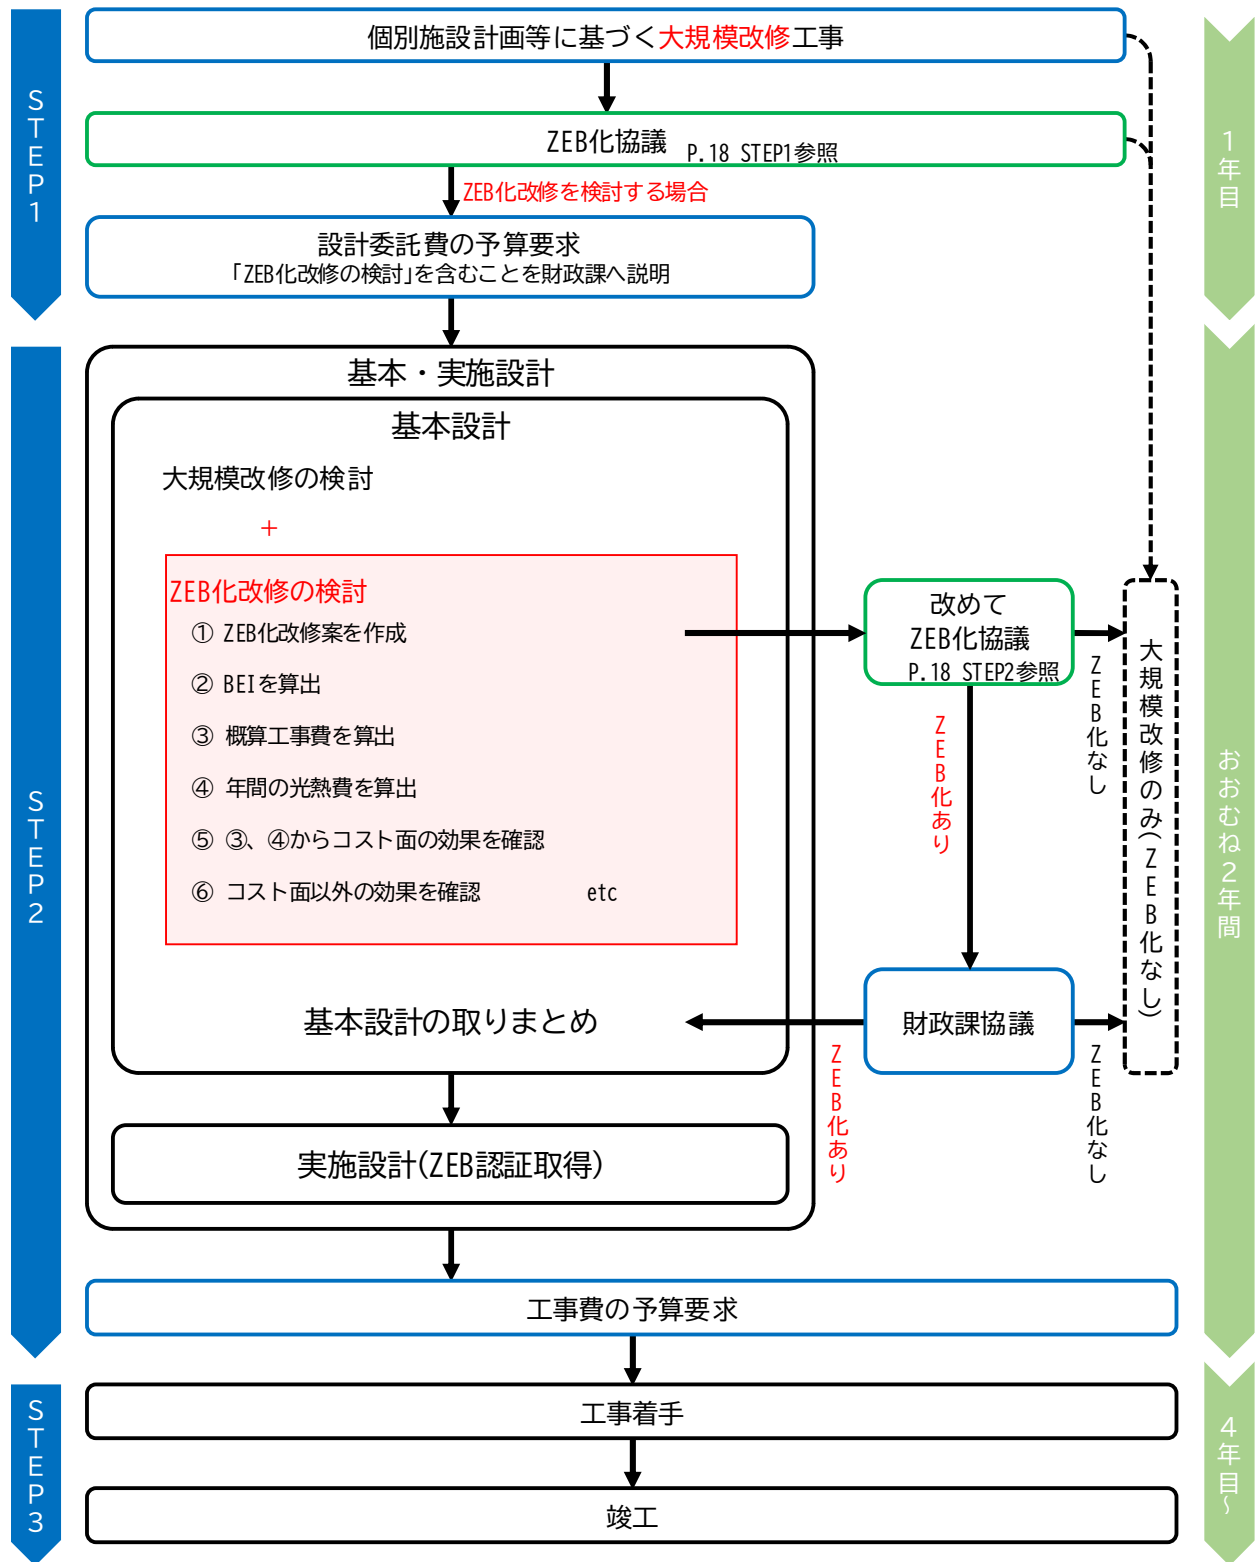 STEP1
個別施設計画等に基づく大規模改修工事
ZEB化協議 P.18 STEP1参照
ZEB化改修を検討する場合
設計委託費の予算要求
「ZEB化改修の検討」を含むことを財政課へ説明
1年目
STEP2
基本・実施設計
基本設計
大規模改修の検討
+
ZEB化改修の検討
① ZEB化改修案を作成
② BEIを算出
③ 概算工事費を算出
④ 年間の光熱費を算出
⑤ ③、④からコスト面の効果を確認
⑥ コスト面以外の効果を確認 etc
改めて
ZEB化協議
P.18 STEP2参照
ZEB化なし
ZEB化あり
大規模改修のみ(ZEB化なし)
財政課協議
ZEB化あり
ZEB化なし
基本設計の取りまとめ
実施設計(ZEB認証取得)
工事費の予算要求
おおむね2年間
STEP3
工事着手
竣工
4年目~